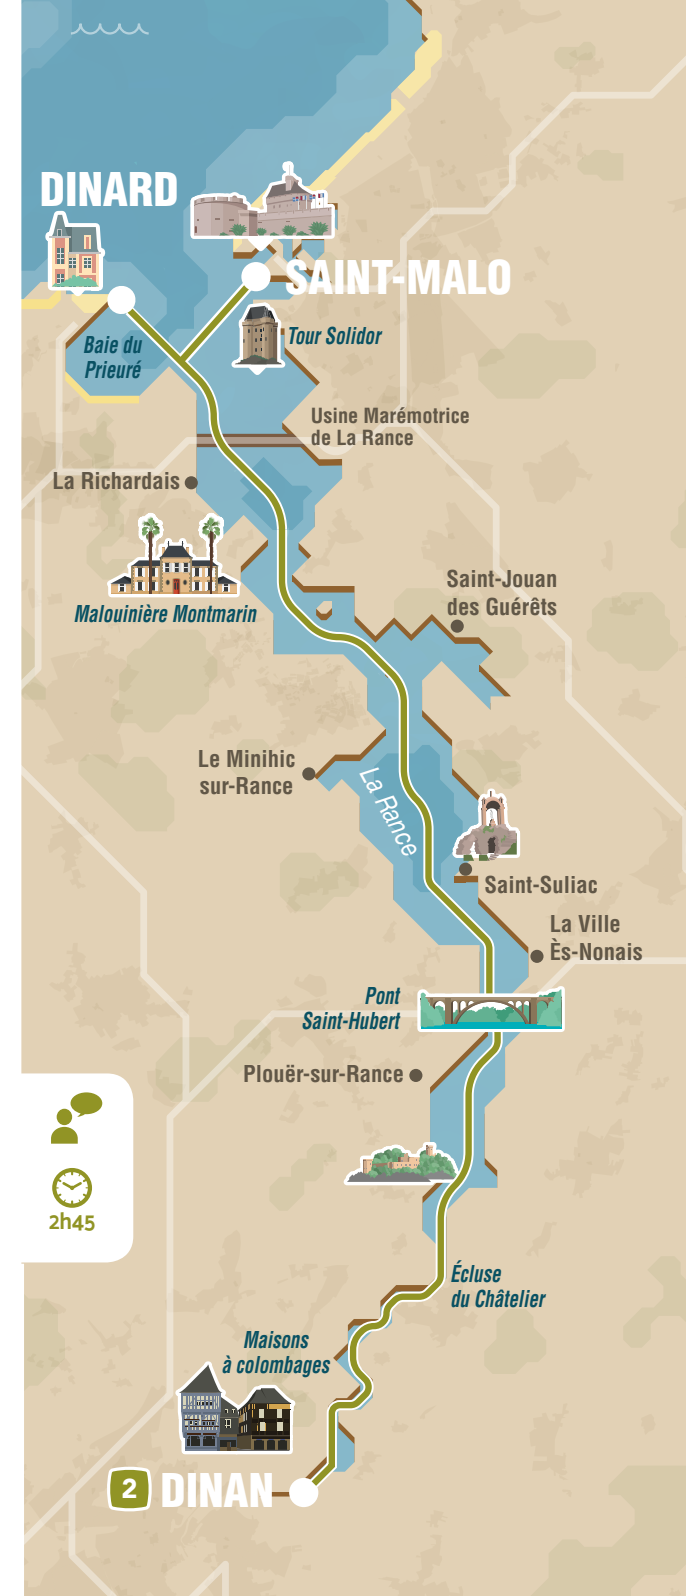 DINARD
SAINT-MALO
Baie du
Prieuré
Tour Solidor
Usine Marémotrice
de La Rance
La Richardais
Malouinière Montmarin
Saint-Jouan
des Guérêts
Le Minihic
sur-Rance
La Rance
Saint-Suliac
La Ville
Ès-Nonais
Pont
Saint-Hubert
Plouër-sur-Rance
2h45
Écluse
du Châtelier
Maisons
à colombages
2 DINAN